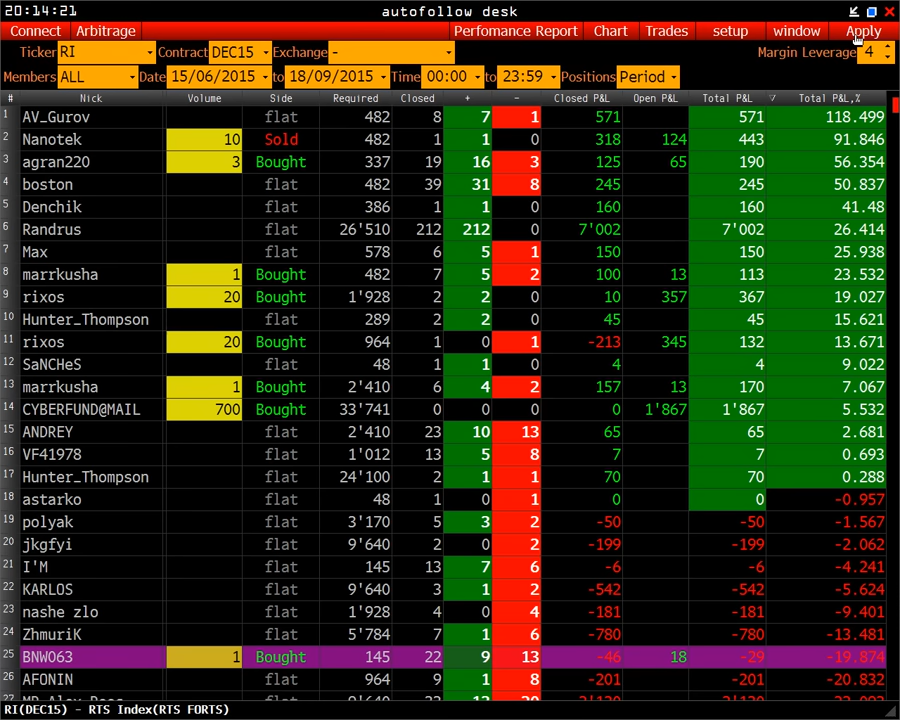 20:14:21 autofollow desk
Connect Arbitrage Perfomance Report Chart Trades setup window Apply
Ticker RI Contract DEC15 Exchange - Margin Leverage 4
Members ALL Date 15/06/2015 to 18/09/2015 Time 00:00 to 23:59 Positions Period
# Nick Volume Side Required Closed + - Closed P&L Open P&L Total P&L Total P&L,%
1 AV_Gurov flat 482 8 7 1 571 571 118.499
2 Nanotek 10 Sold 482 1 1 0 318 124 443 91.846
3 agran220 3 Bought 337 19 16 3 125 65 190 56.354
4 boston flat 482 39 31 8 245 245 50.837
5 Denchik flat 386 1 1 0 160 160 41.48
6 Randrus flat 26'510 212 212 0 7'002 7'002 26.414
7 Max flat 578 6 5 1 150 150 25.938
8 marrkusha 1 Bought 482 7 5 2 100 13 113 23.532
9 rixos 20 Bought 1'928 2 2 0 10 357 367 19.027
10 Hunter_Thompson flat 289 2 2 0 45 45 15.621
11 rixos 20 Bought 964 1 0 1 -213 345 132 13.671
12 SaNCHeS flat 48 1 1 0 4 4 9.022
13 marrkusha 1 Bought 2'410 6 4 2 157 13 170 7.067
14 CYBERFUND@MAIL 700 Bought 33'741 0 0 0 0 1'867 1'867 5.532
15 ANDREY flat 2'410 23 10 13 65 65 2.681
16 VF41978 flat 1'012 13 5 8 7 7 0.693
17 Hunter_Thompson flat 24'100 2 1 1 70 70 0.288
18 astarko flat 48 1 0 1 0 0 -0.957
19 polyak flat 3'170 5 3 2 -50 -50 -1.567
20 jkgfyi flat 9'640 2 0 2 -199 -199 -2.062
21 I'M flat 145 13 7 6 -6 -6 -4.241
22 KARLOS flat 9'640 3 1 2 -542 -542 -5.624
23 nashe zlo flat 1'928 4 0 4 -181 -181 -9.401
24 ZhmuriK flat 5'784 7 1 6 -780 -780 -13.481
25 BNW063 1 Bought 145 22 9 13 -46 18 -29 -19.874
26 AFONIN flat 964 9 1 8 -201 -201 -20.832
RI(DEC15) - RTS Index(RTS FORTS)